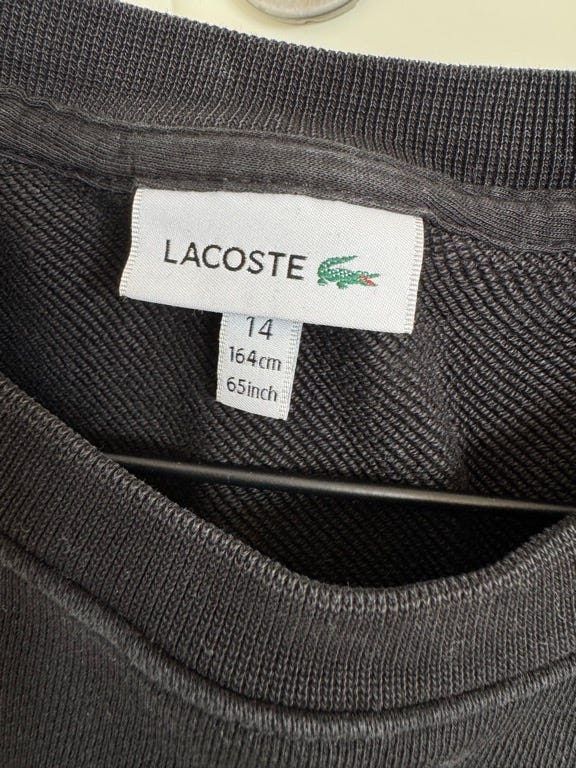 LACOSTE
14
164cm
65inch